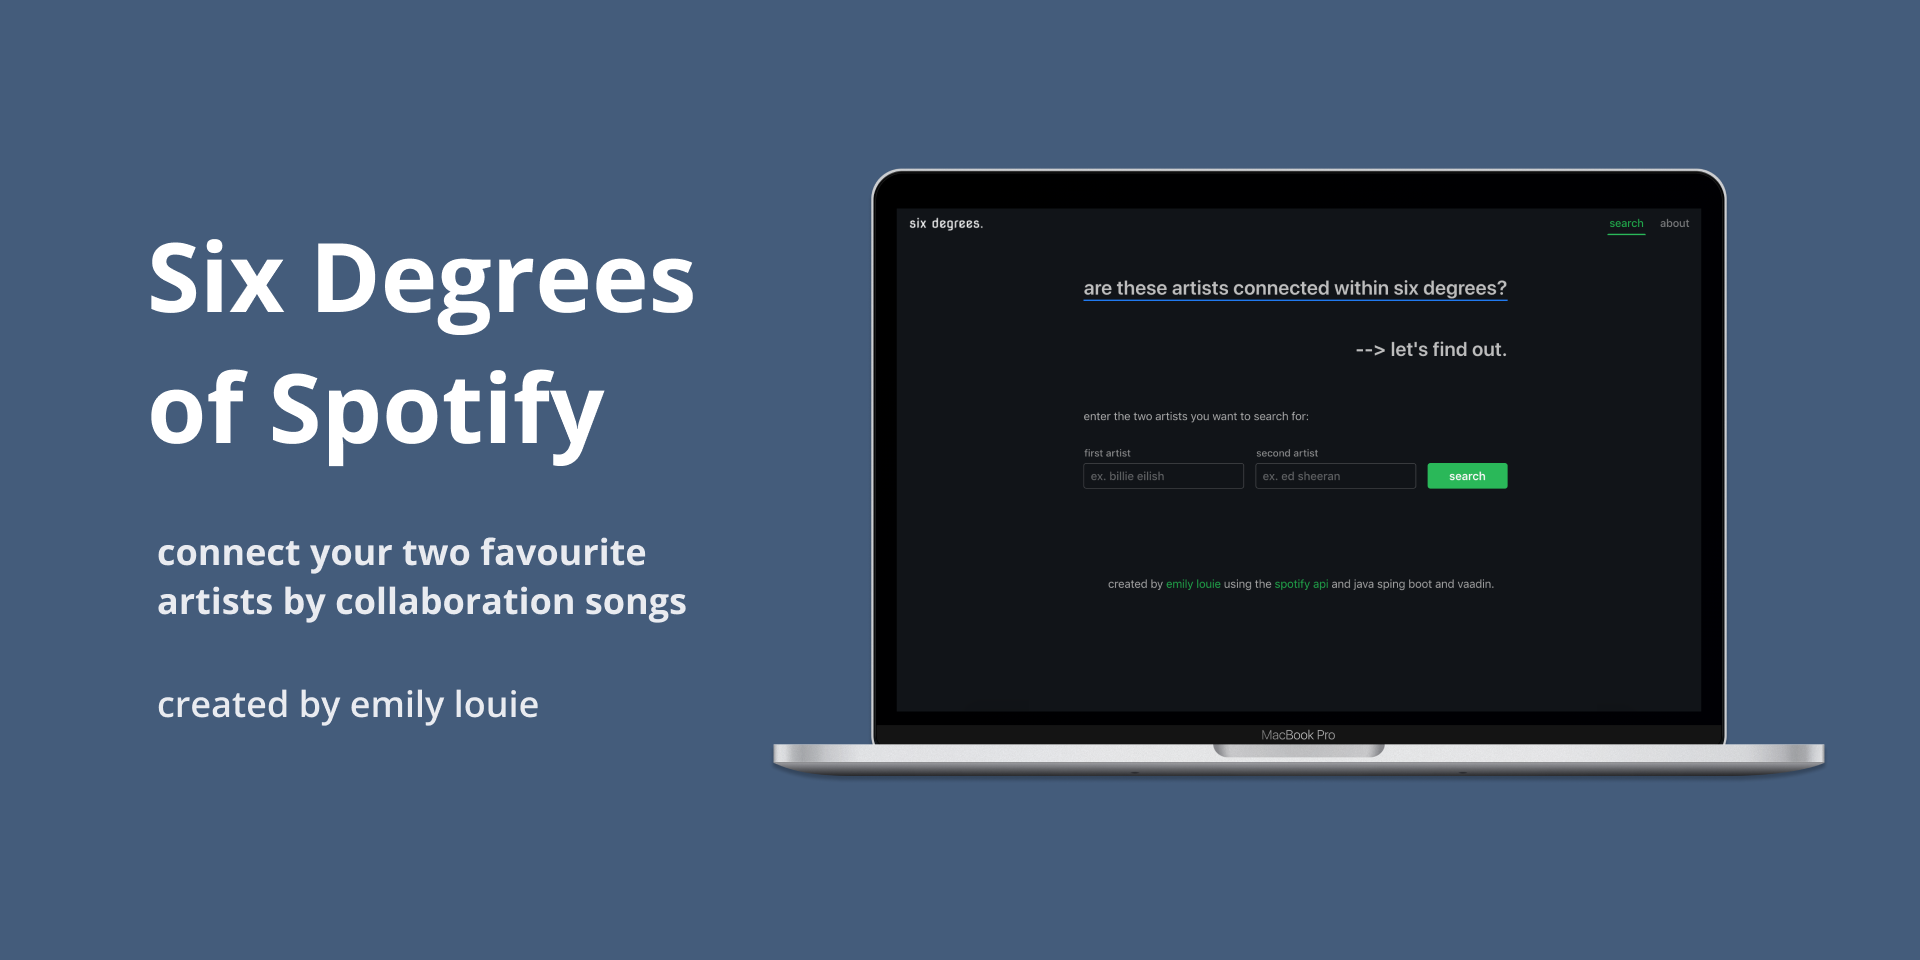 Six Degrees
of Spotify
connect your two favourite
artists by collaboration songs
created by emily louie
six degrees.
search about
are these artists connected within six degrees?
--> let's find out.
enter the two artists you want to search for:
first artist second artist
ex. billie eilish ex. ed sheeran search
created by emily louie using the spotify api and java sping boot and vaadin.
MacBook Pro